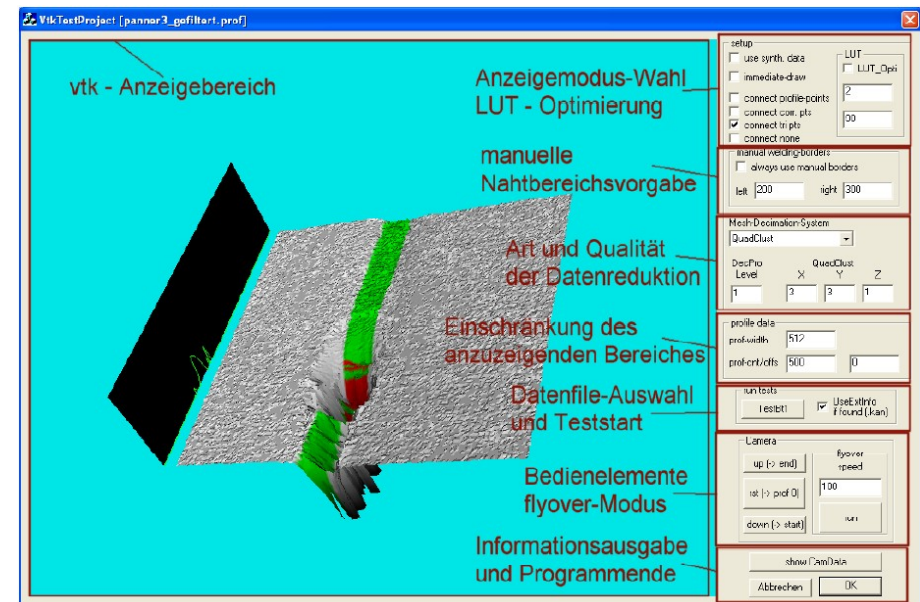 VtkTestProject [panner3_gefiltert.prof]
vtk - Anzeigebereich
Anzeigemodus-Wahl
LUT - Optimierung
manuelle
Nahtbereichsvorgabe
Art und Qualität
der Datenreduktion
Einschränkung des
anzuzeigenden Bereiches
Datenfile-Auswahl
und Teststart
Bedienelemente
flyover-Modus
Informationsausgabe
und Programmende
setup
use synth. data
immediate-draw
connect profile-points
connect corr. pts
connect tri pts
connect none
LUT
LUT_Opti
2
manual welding-borders
always use manual borders
left 200 right 300
Mesh-Decimation-System
QuadClust
DecPro QuadClust
Level X Y Z
1 3 3 1
profile data
prof-width 512
prof-cnt/offs 500 0
run tests
TestBt1
UseExtInfo
if found (.kan)
Camera
up (-> end)
rst (-> prof 0)
down (-> start)
flyover
speed
100
run
show CamData
Abbrechen OK